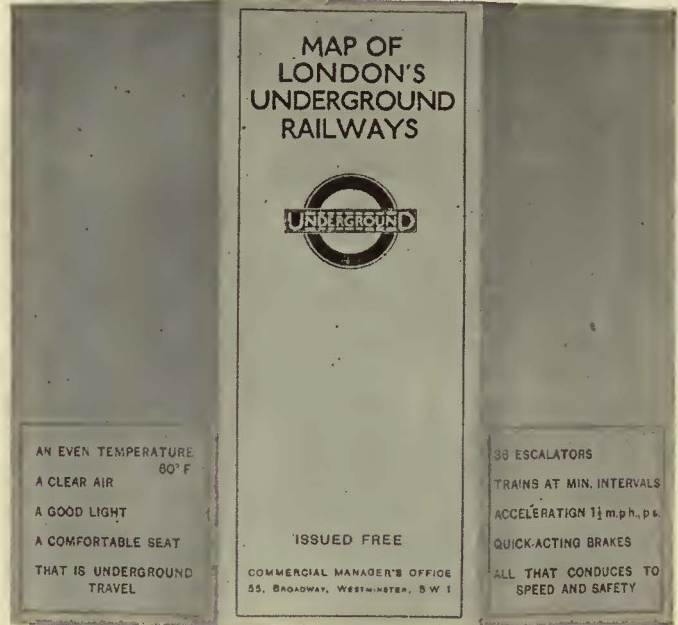 MAP OF
LONDON'S
UNDERGROUND
RAILWAYS
UNDERGROUND
ISSUED FREE
COMMERCIAL MANAGER'S OFFICE
55, BROADWAY, WESTMINSTER, S W 1
AN EVEN TEMPERATURE
60° F
A CLEAR AIR
A GOOD LIGHT
A COMFORTABLE SEAT
THAT IS UNDERGROUND
TRAVEL
ESCALATORS
TRAINS AT MIN. INTERVALS
ACCELERATION 1½ m.p.h., p.s.
QUICK-ACTING BRAKES
ALL THAT CONDUCES TO
SPEED AND SAFETY